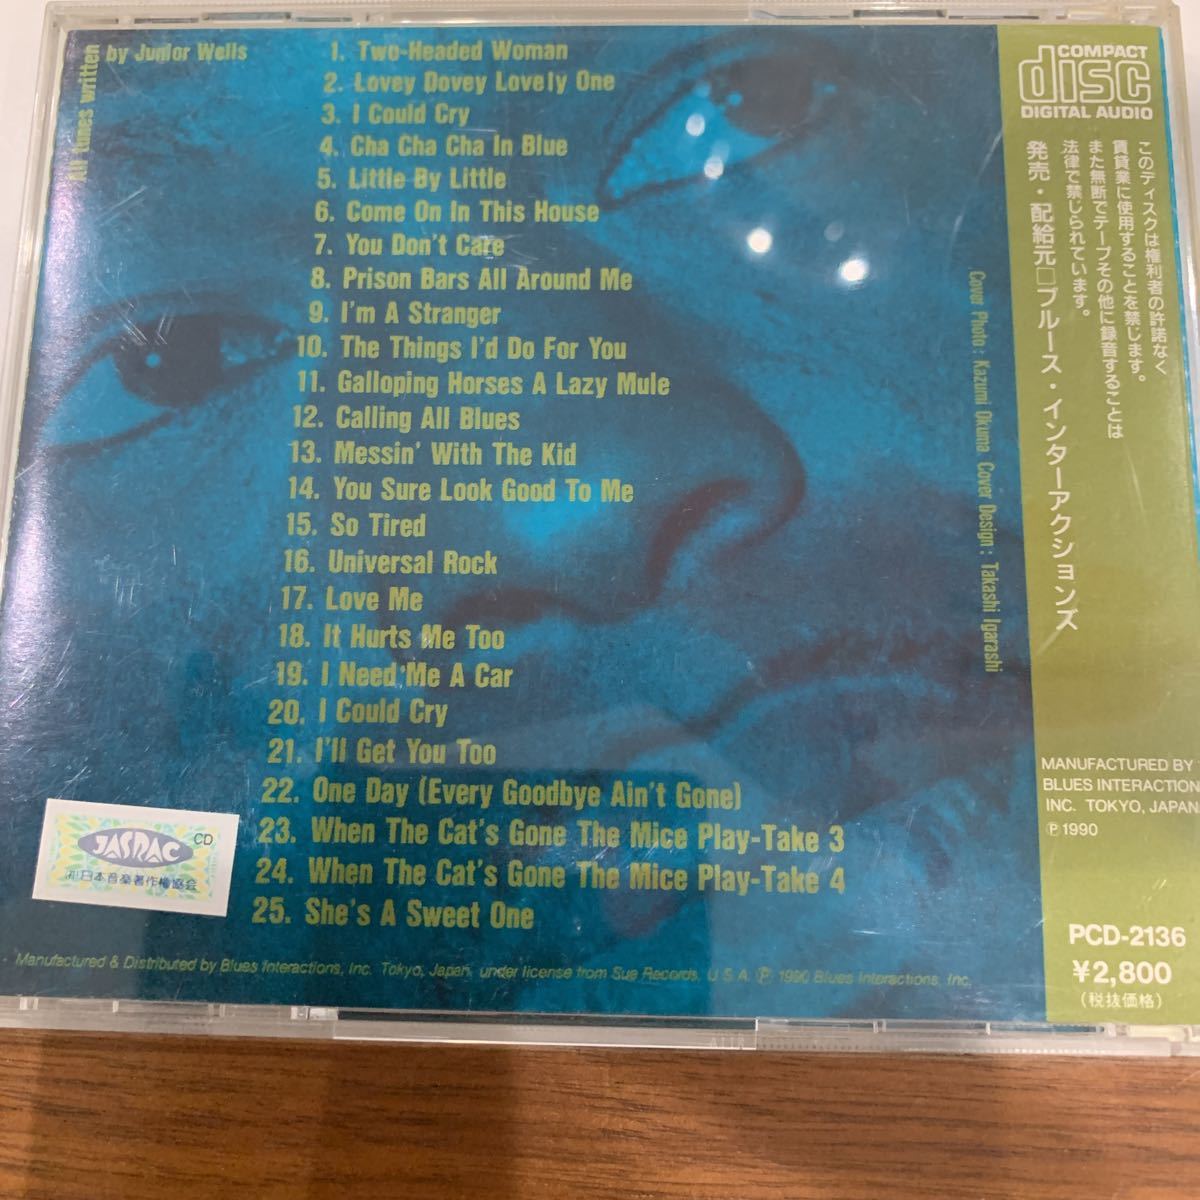 All tunes written by Junior Wells
1. Two-Headed Woman
2. Lovey Dovey Lovely One
3. I Could Cry
4. Cha Cha Cha In Blue
5. Little By Little
6. Come On In This House
7. You Don't Care
8. Prison Bars All Around Me
9. I'm A Stranger
10. The Things I'd Do For You
11. Galloping Horses A Lazy Mule
12. Calling All Blues
13. Messin' With The Kid
14. You Sure Look Good To Me
15. So Tired
16. Universal Rock
17. Love Me
18. It Hurts Me Too
19. I Need Me A Car
20. I Could Cry
21. I'll Get You Too
22. One Day (Every Goodbye Ain't Gone)
23. When The Cat's Gone The Mice Play-Take 3
24. When The Cat's Gone The Mice Play-Take 4
25. She's A Sweet One
Manufactured & Distributed by Blues Interactions, Inc. Tokyo, Japan, under license from Sue Records, U.S.A. Ⓟ 1990 Blues Interactions, Inc.
JASRAC
CD
(社)日本音楽著作権協会
Cover Photo : Kazumi Okuma Cover Design : Takashi Igarashi
COMPACT
disc
DIGITAL AUDIO
このディスクは権利者の許諾なく
賃貸業に使用することを禁じます。
また無断でテープその他に録音することは
法律で禁じられています。
発売・配給元□ブルース・インターアクションズ
MANUFACTURED BY
BLUES INTERACTION
INC. TOKYO, JAPAN
Ⓟ 1990
PCD-2136
¥2,800
(税抜価格)